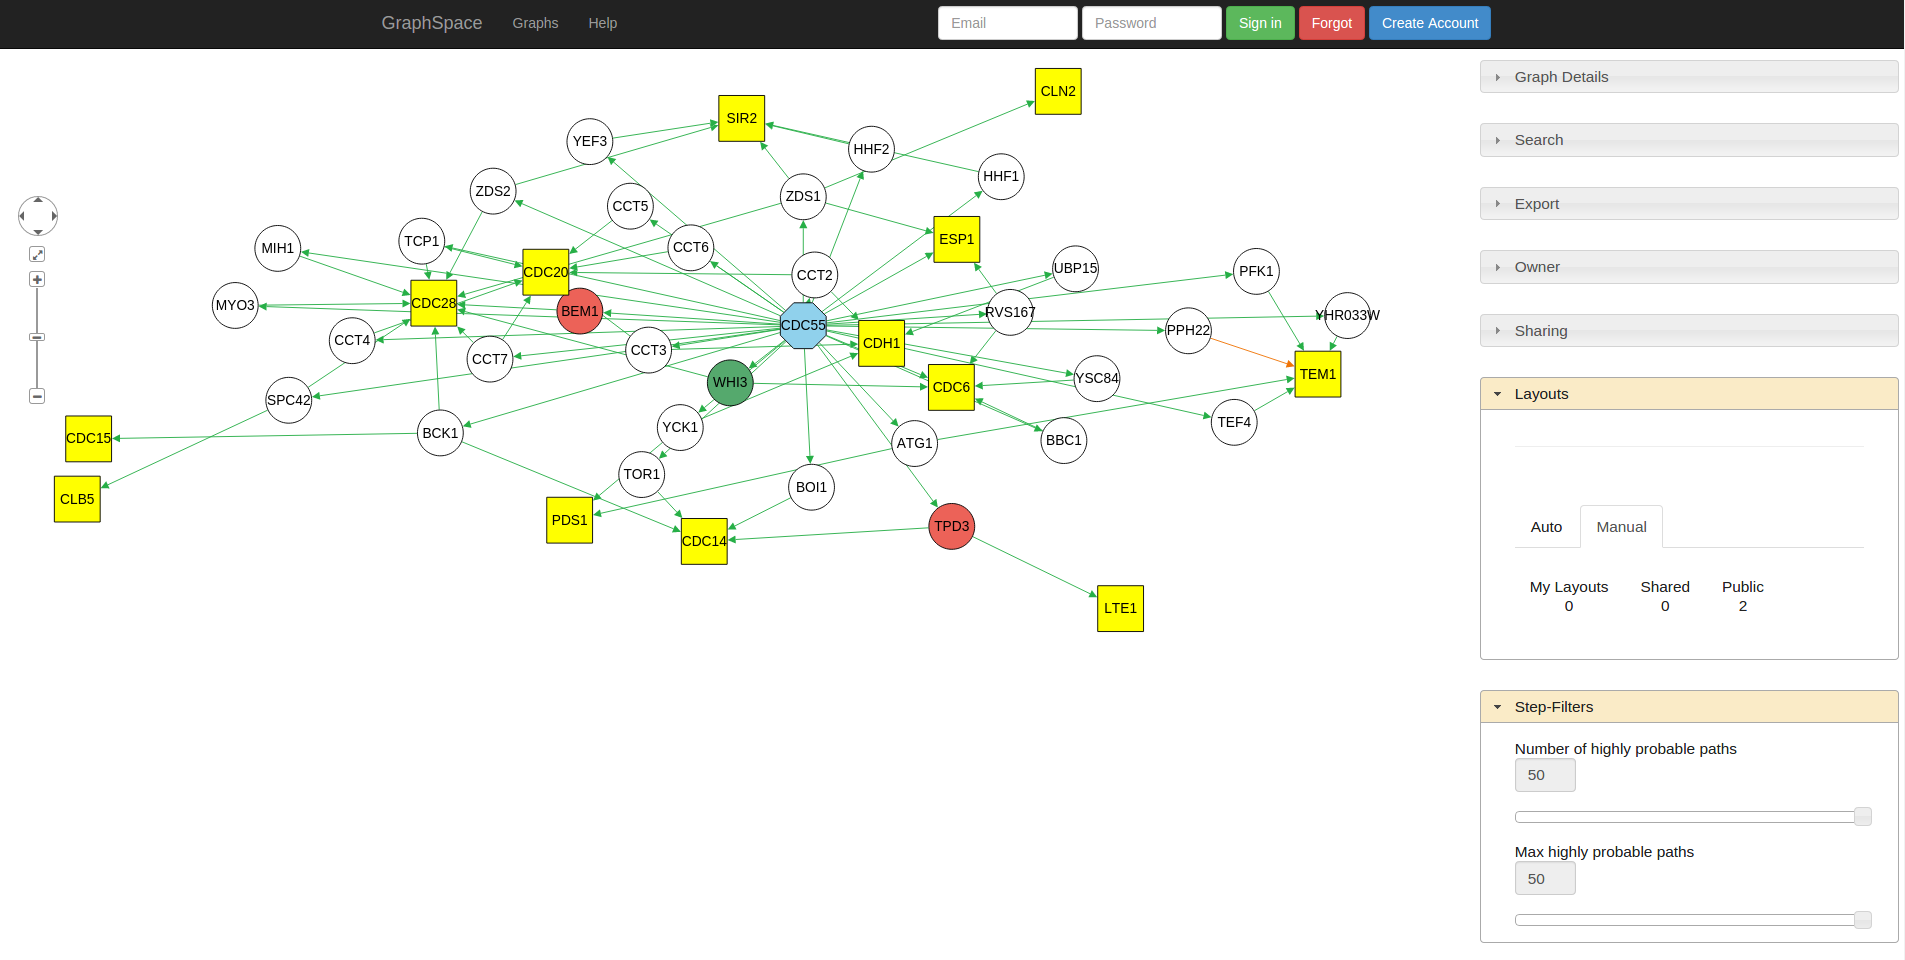 GraphSpace Graphs Help Email Password Sign in Forgot Create Account
Graph Details
Search
Export
Owner
Sharing
Layouts
Auto Manual
My Layouts Shared Public
0 0 2
Step-Filters
Number of highly probable paths
50
Max highly probable paths
50
CLN2
SIR2
YEF3
HHF2
HHF1
ZDS2
ZDS1
CCT5
TCP1
MIH1
CCT6
ESP1
CDC20
CCT2
UBP15
PFK1
MYO3
CDC28
BEM1
CDC55
RVS167
YHR033W
PPH22
CCT4
CCT7
CCT3
CDH1
WHI3
CDC6
YSC84
TEM1
SPC42
CDC15
BCK1
YCK1
ATG1
BBC1
TEF4
CLB5
TOR1
BOI1
PDS1
CDC14
TPD3
LTE1